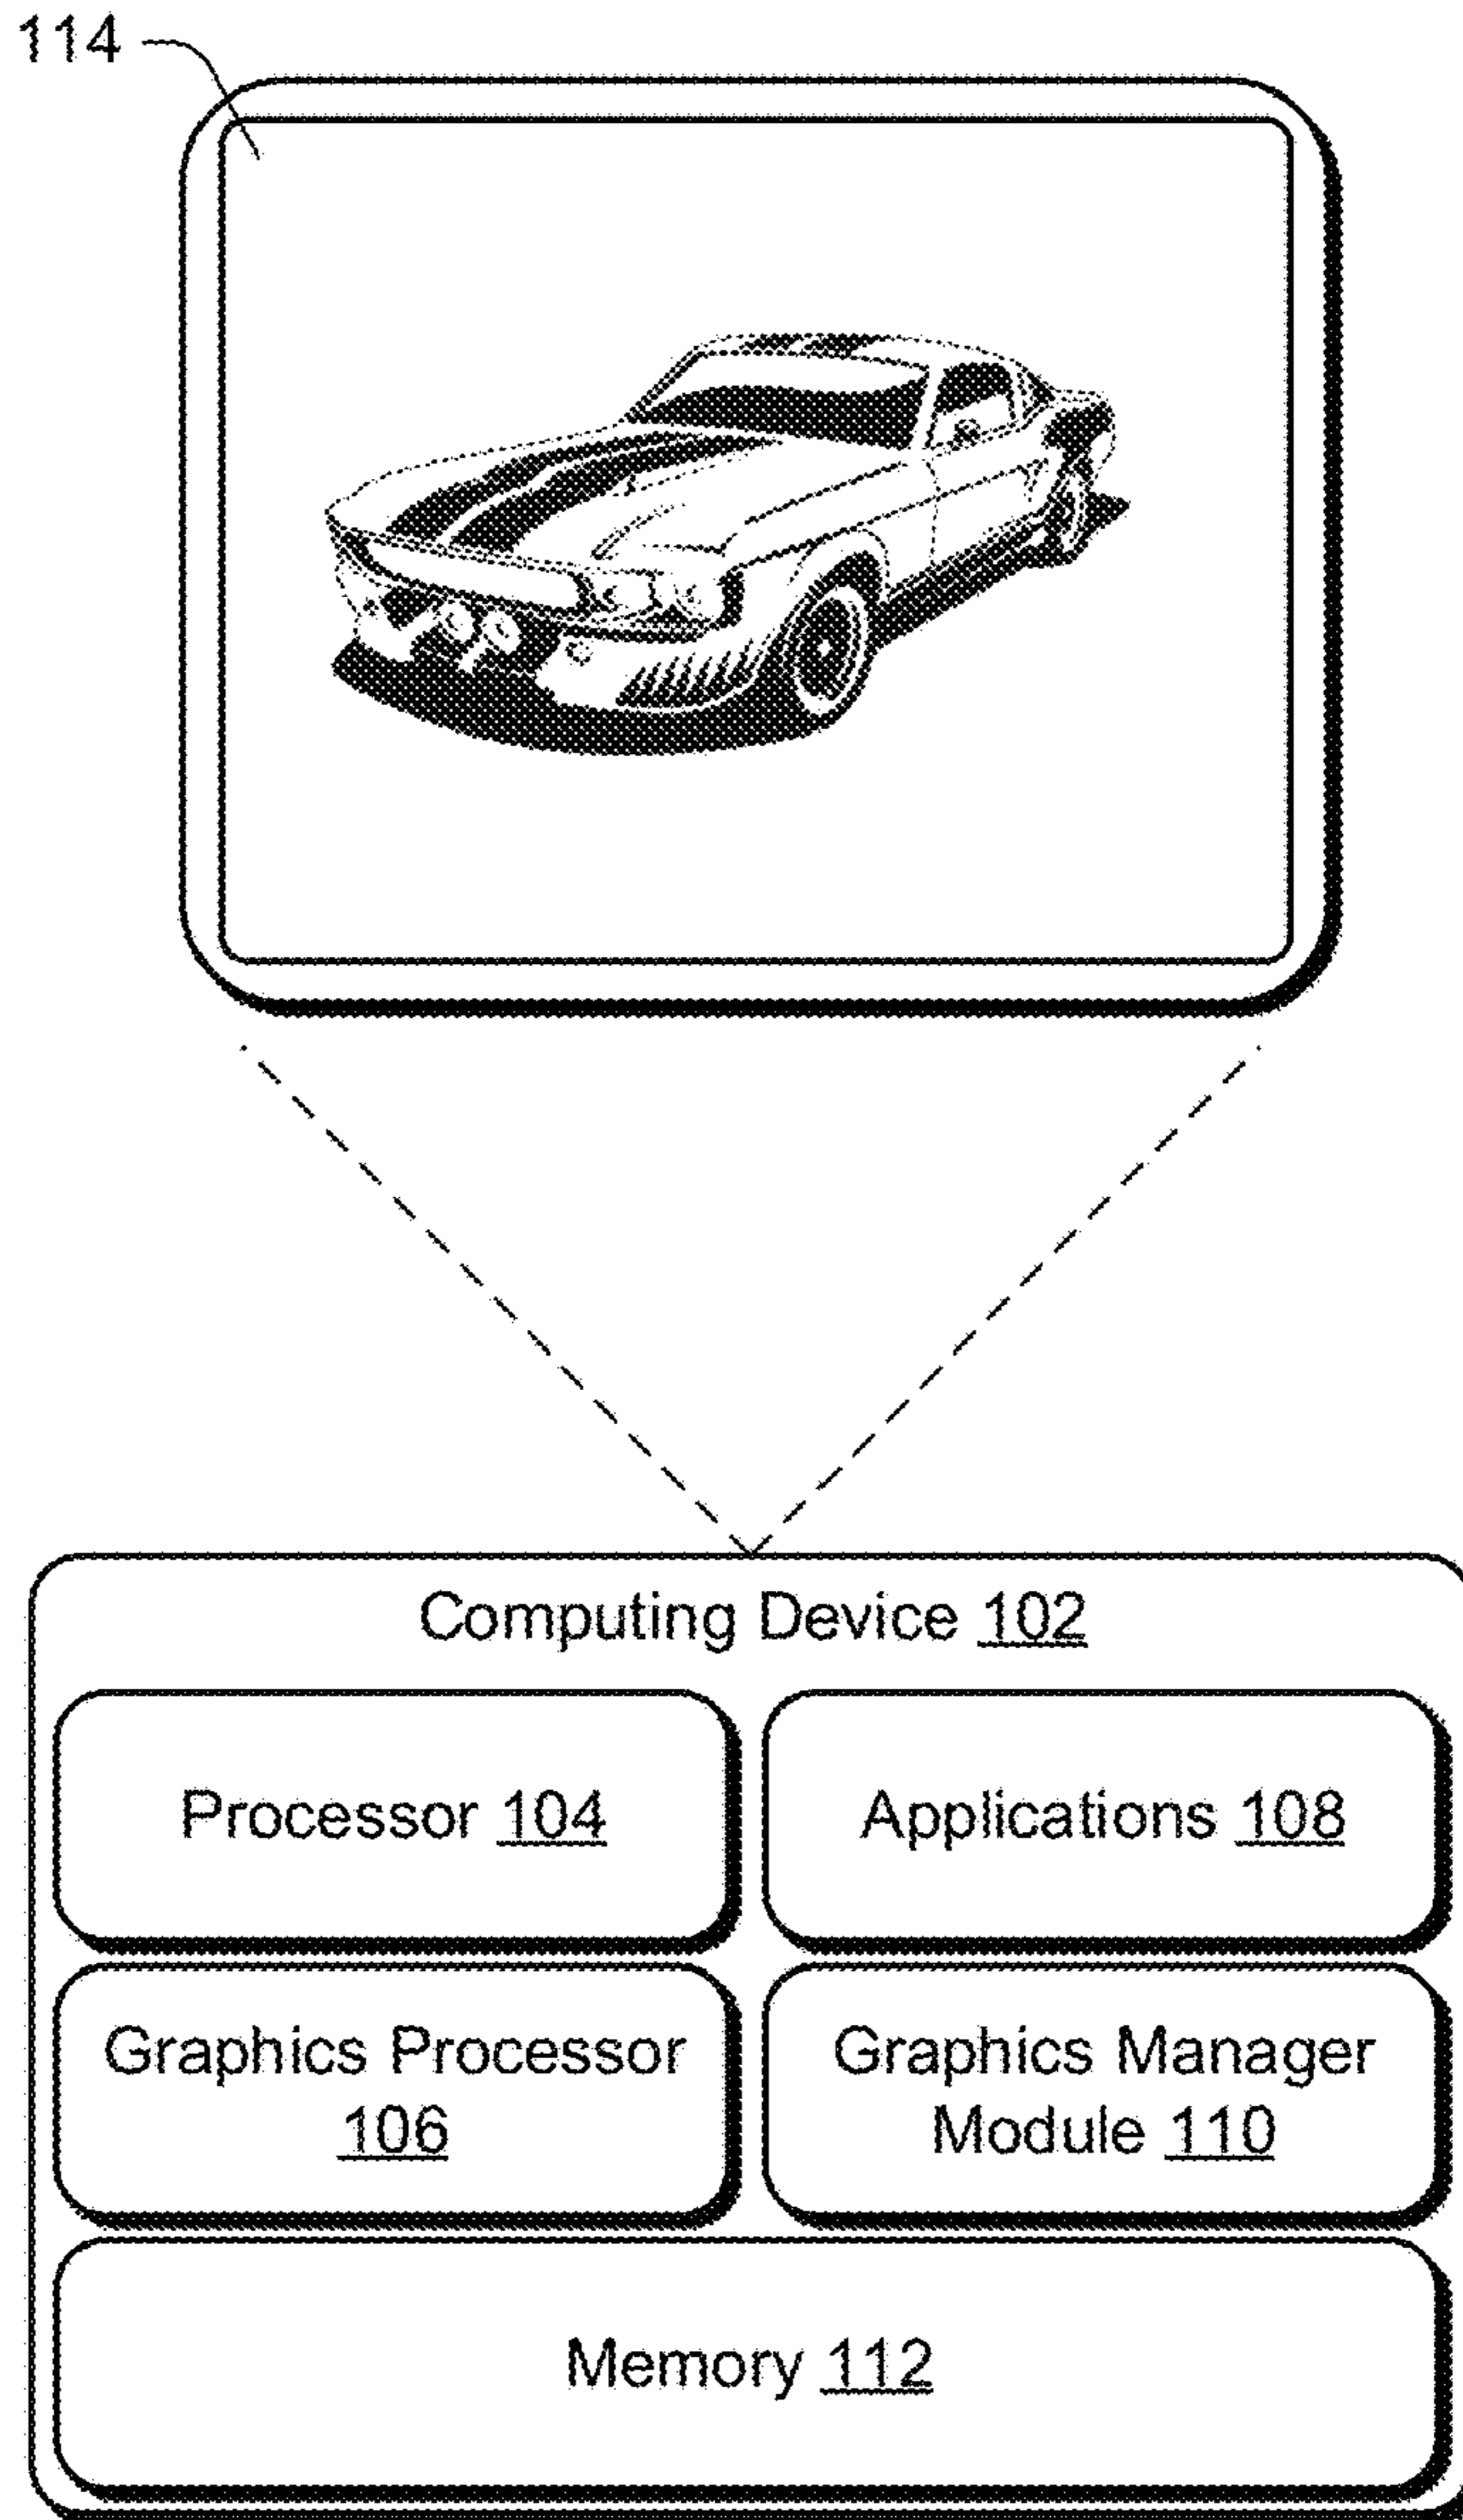 114
Computing Device 102
Processor 104
Applications 108
Graphics Processor
106
Graphics Manager
Module 110
Memory 112